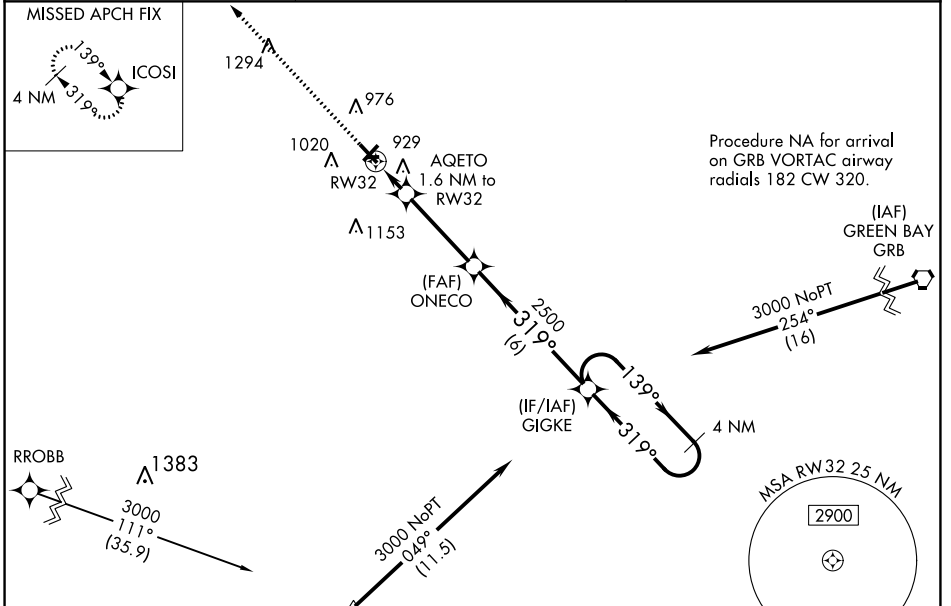 MISSED APCH FIX
139°
ICOSI
4 NM
319°
1294
976
1020
929
RW32
AQETO
1.6 NM to
RW32
1153
Procedure NA for arrival
on GRB VORTAC airway
radials 182 CW 320.
(IAF)
GREEN BAY
GRB
(FAF)
ONECO
2500
319°
(6)
3000 NoPT
254°
(16)
(IF/IAF)
GIGKE
139°
319°
4 NM
RROBB
1383
3000
111°
(35.9)
3000 NoPT
049°
(11.5)
MSA RW32 25 NM
2900